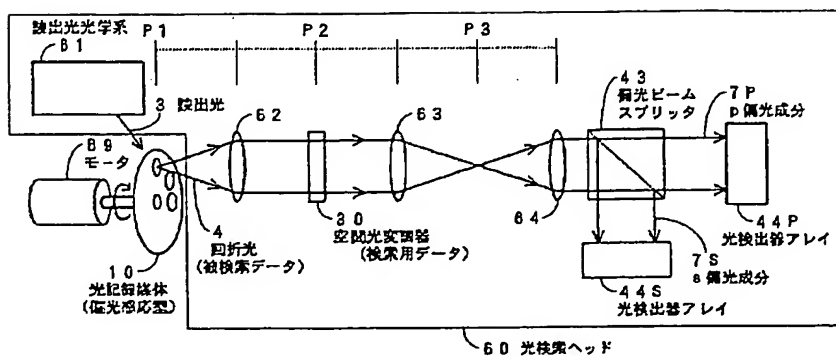 読出光光学系
81
P1
P2
P3
3 読出光
62
63
43
偏光ビーム
スプリッタ
7P
p偏光成分
89
モータ
4
回折光
(被検索データ)
30
空間光変調器
(検索用データ)
64
44P
光検出器アレイ
7S
s偏光成分
10
光記録媒体
(偏光感応型)
44S
光検出器アレイ
60 光検索ヘッド